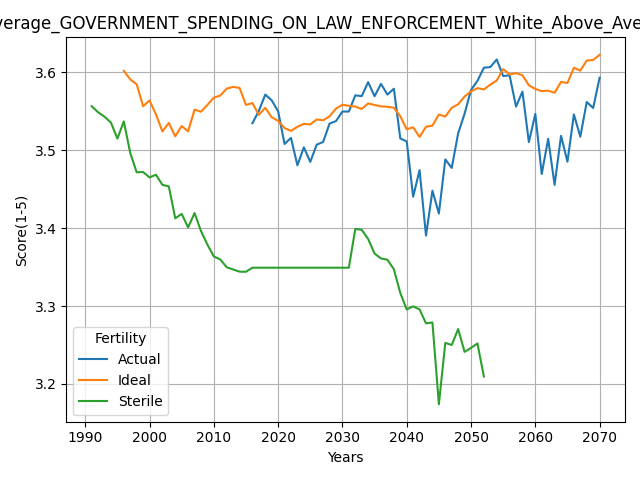 verage_GOVERNMENT_SPENDING_ON_LAW_ENFORCEMENT_White_Above_Ave
Score(1-5)
3.6
3.5
3.4
3.3
3.2
Fertility
Actual
Ideal
Sterile
1990 2000 2010 2020 2030 2040 2050 2060 2070
Years